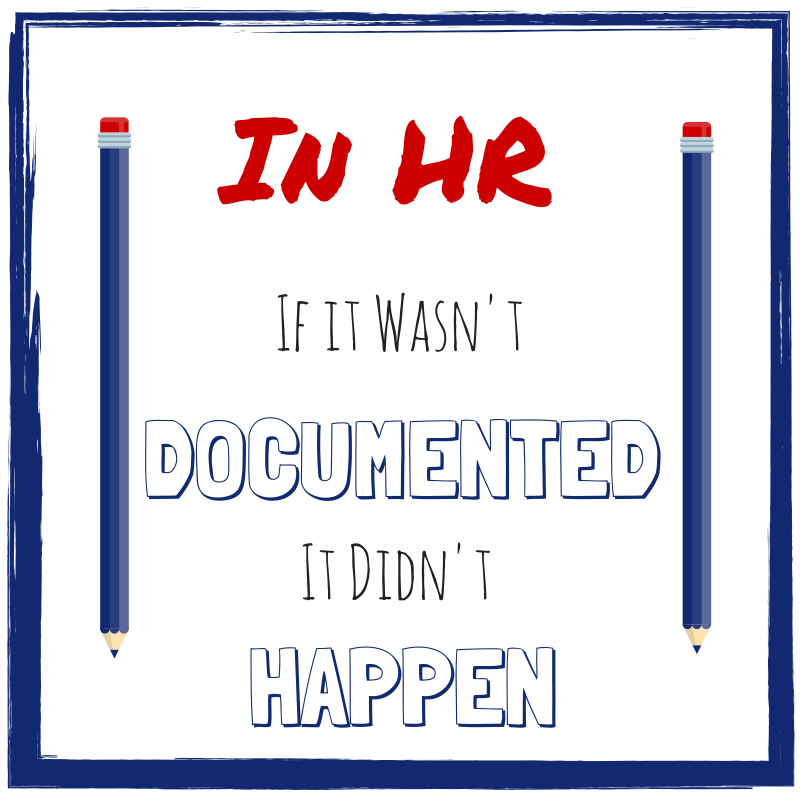 In HR
If it Wasn't
DOCUMENTED
It Didn't
HAPPEN